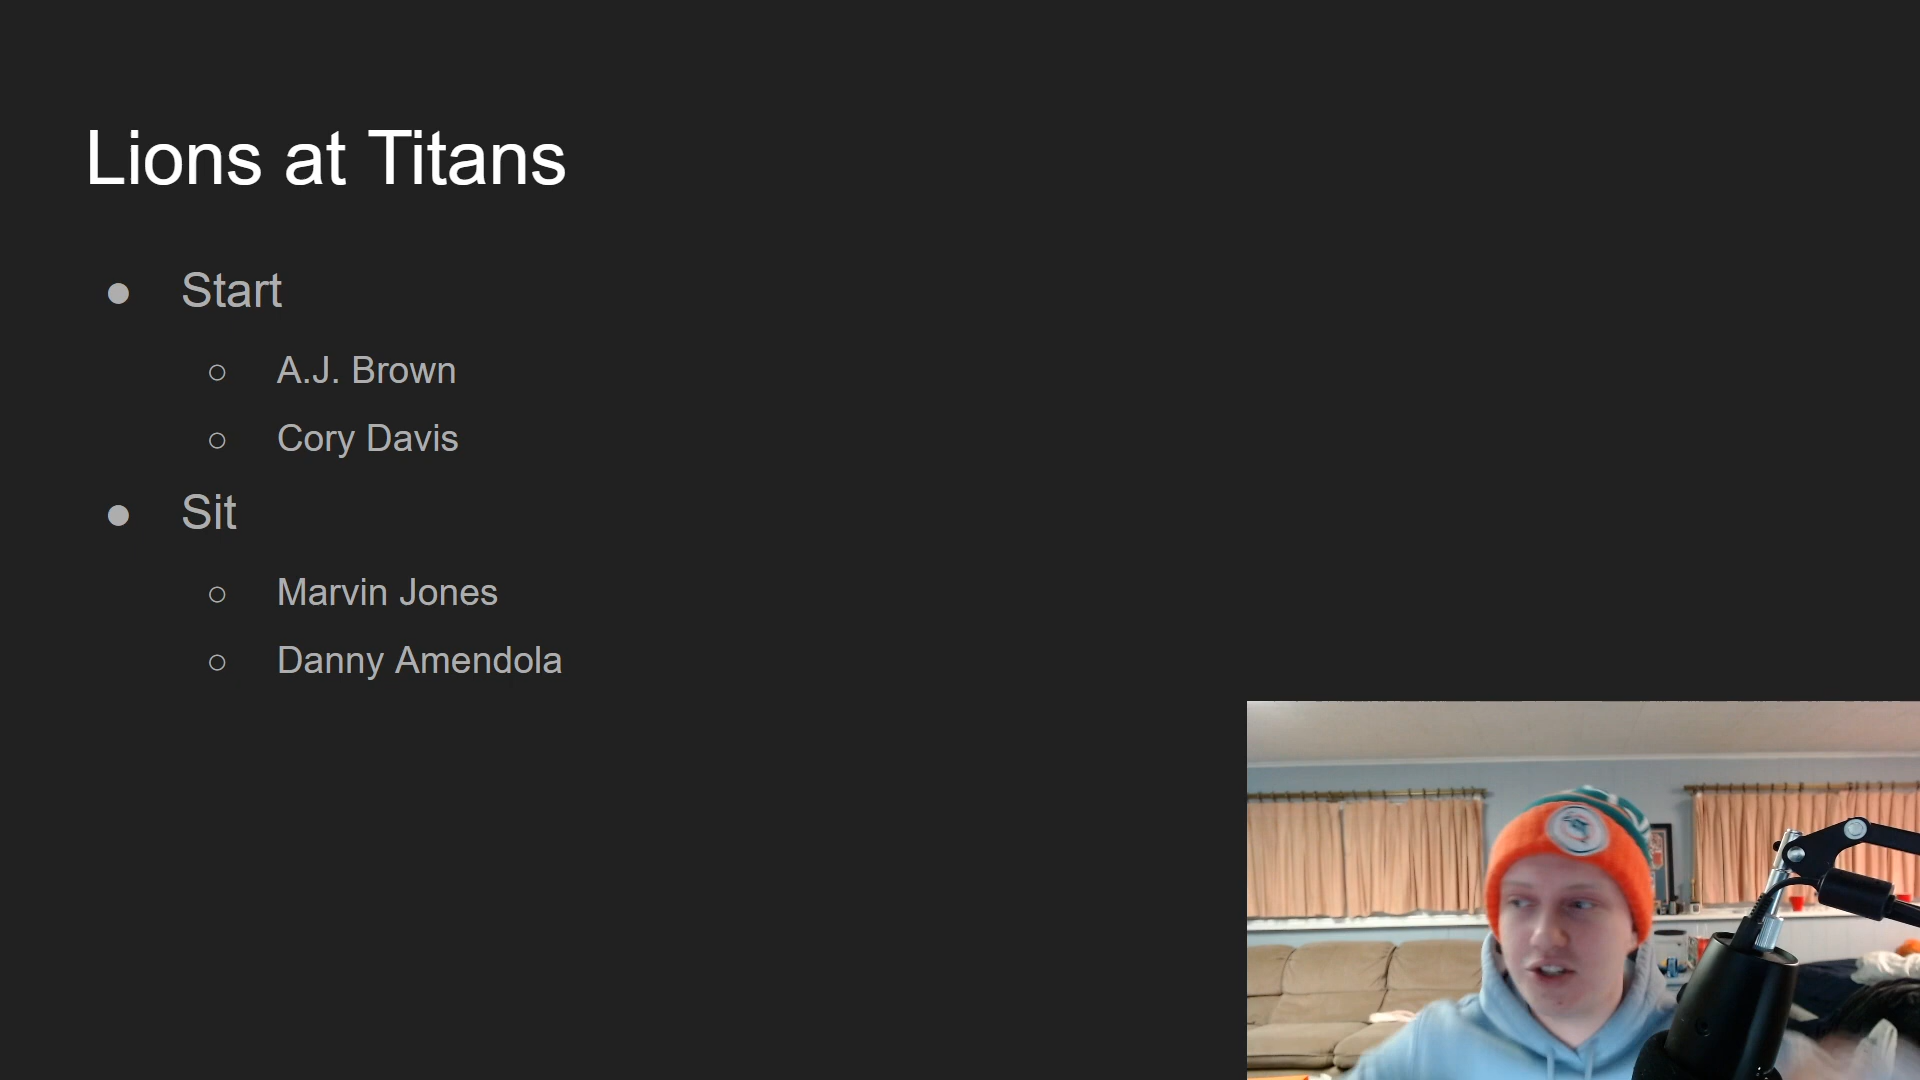 Lions at Titans
Start
A.J. Brown
Cory Davis
Sit
Marvin Jones
Danny Amendola